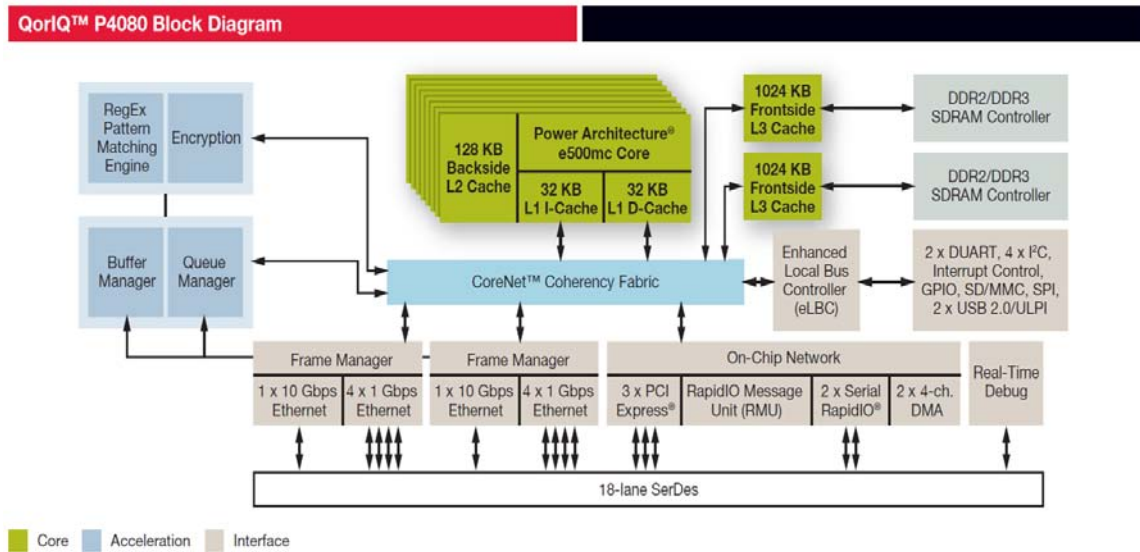 QorIQ™ P4080 Block Diagram
RegEx
Pattern
Matching
Engine
Encryption
128 KB
Backside
L2 Cache
Power Architecture®
e500mc Core
32 KB
L1 I-Cache
32 KB
L1 D-Cache
1024 KB
Frontside
L3 Cache
DDR2/DDR3
SDRAM Controller
1024 KB
Frontside
L3 Cache
DDR2/DDR3
SDRAM Controller
Buffer
Manager
Queue
Manager
CoreNet™ Coherency Fabric
Enhanced
Local Bus
Controller
(eLBC)
2 x DUART, 4 x I²C,
Interrupt Control,
GPIO, SD/MMC, SPI,
2 x USB 2.0/ULPI
Frame Manager
1 x 10 Gbps
Ethernet
4 x 1 Gbps
Ethernet
Frame Manager
1 x 10 Gbps
Ethernet
4 x 1 Gbps
Ethernet
On-Chip Network
3 x PCI
Express®
RapidIO Message
Unit (RMU)
2 x Serial
RapidIO®
2 x 4-ch.
DMA
Real-Time
Debug
18-lane SerDes
Core
Acceleration
Interface